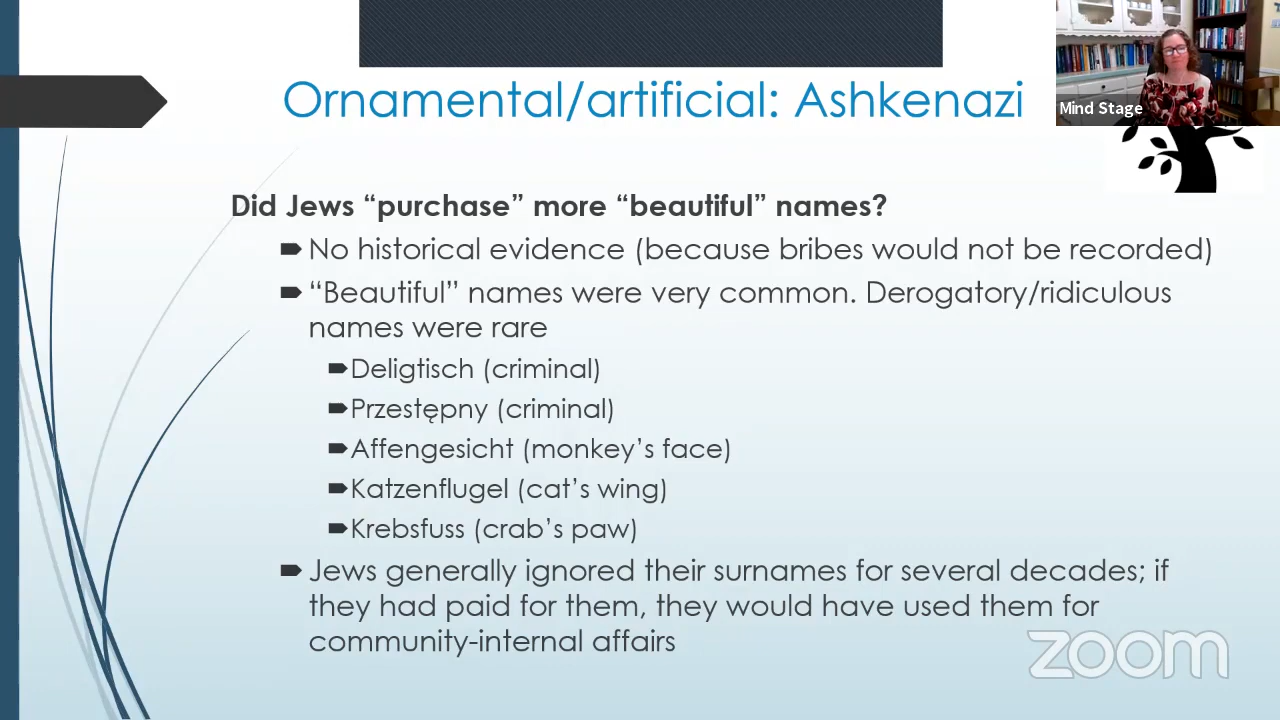 Ornamental/artificial: Ashkenazi
Mind Stage
Did Jews “purchase” more “beautiful” names?
No historical evidence (because bribes would not be recorded)
“Beautiful” names were very common. Derogatory/ridiculous
names were rare
Deligtisch (criminal)
Przestępny (criminal)
Affengesicht (monkey’s face)
Katzenflugel (cat’s wing)
Krebsfuss (crab’s paw)
Jews generally ignored their surnames for several decades; if
they had paid for them, they would have used them for
community-internal affairs
zoom